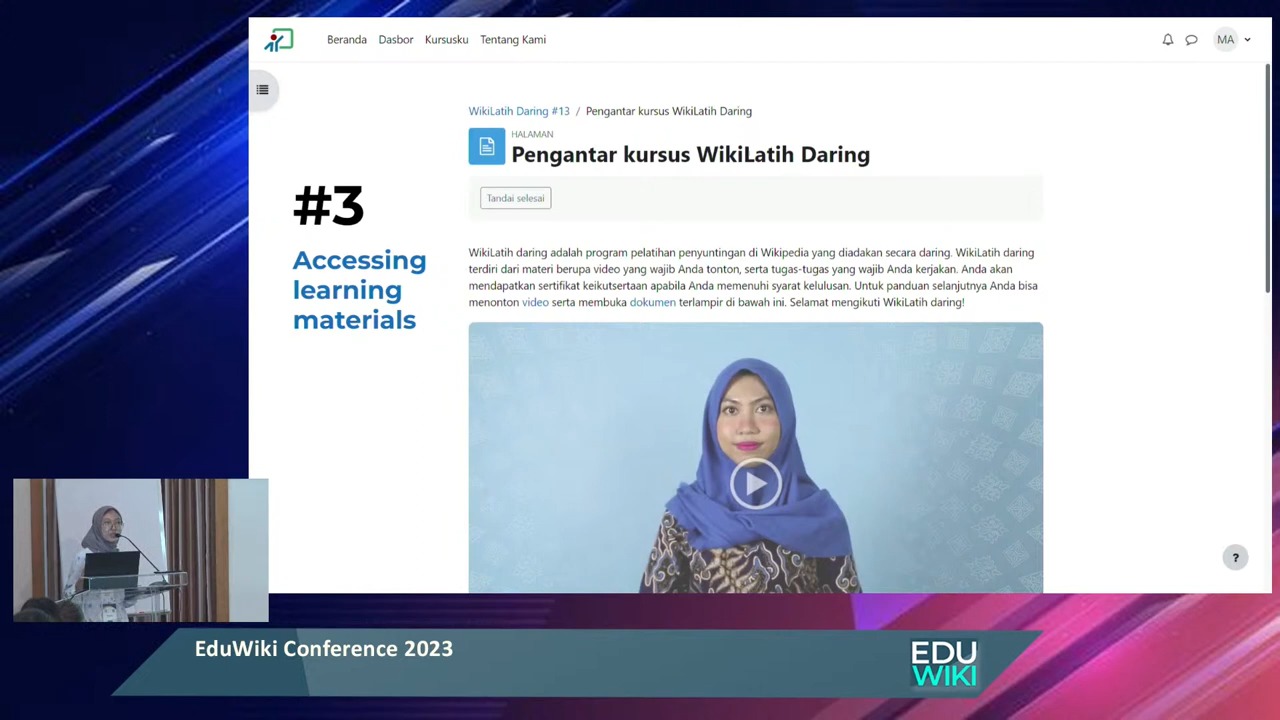 Beranda Dasbor Kursusku Tentang Kami MA
WikiLatih Daring #13 / Pengantar kursus WikiLatih Daring
HALAMAN
Pengantar kursus WikiLatih Daring
Tandai selesai
#3
Accessing
learning
materials
WikiLatih daring adalah program pelatihan penyuntingan di Wikipedia yang diadakan secara daring. WikiLatih daring
terdiri dari materi berupa video yang wajib Anda tonton, serta tugas-tugas yang wajib Anda kerjakan. Anda akan
mendapatkan sertifikat keikutsertaan apabila Anda memenuhi syarat kelulusan. Untuk panduan selanjutnya Anda bisa
menonton video serta membuka dokumen terlampir di bawah ini. Selamat mengikuti WikiLatih daring!
?
EduWiki Conference 2023
EDU
WIKI